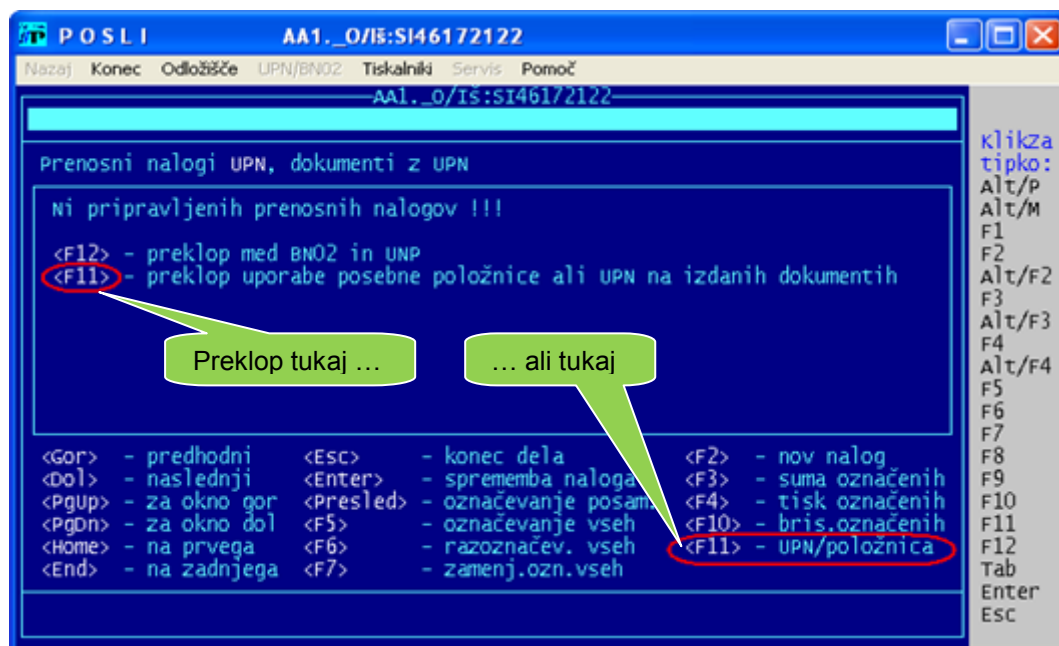 POSLI AA1._O/Iš:SI46172122
Nazaj Konec Odložišče UPN/BN02 Tiskalniki Servis Pomoč
AA1._O/Iš:SI46172122
Prenosni nalogi UPN, dokumenti z UPN
Ni pripravljenih prenosnih nalogov !!!
<F12> - preklop med BN02 in UNP
<F11> - preklop uporabe posebne položnice ali UPN na izdanih dokumentih
Preklop tukaj …
… ali tukaj
<Gor> - predhodni <Esc> - konec dela <F2> - nov nalog
<Dol> - naslednji <Enter> - sprememba naloga <F3> - suma označenih
<PgUp> - za okno gor <Presled> - označevanje posam. <F4> - tisk označenih
<PgDn> - za okno dol <F5> - označevanje vseh <F10> - bris.označenih
<Home> - na prvega <F6> - razoznačev. vseh <F11> - UPN/položnica
<End> - na zadnjega <F7> - zamenj.ozn.vseh
KlikZa
tipko:
Alt/P
Alt/M
F1
F2
Alt/F2
F3
Alt/F3
F4
Alt/F4
F5
F6
F7
F8
F9
F10
F11
F12
Tab
Enter
Esc